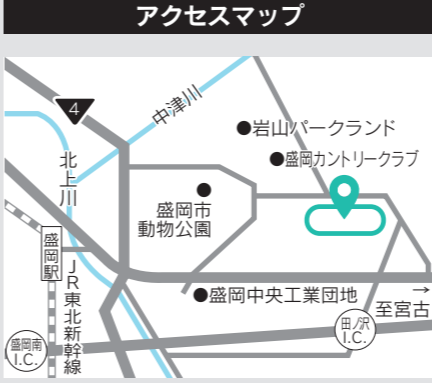 アクセスマップ
4
中津川
●岩山パークランド
●盛岡カントリークラブ
北上川
盛岡市
動物公園
盛岡駅
JR東北新幹線
●盛岡中央工業団地
→
至宮古
田ノ沢
I.C.
盛岡南
I.C.